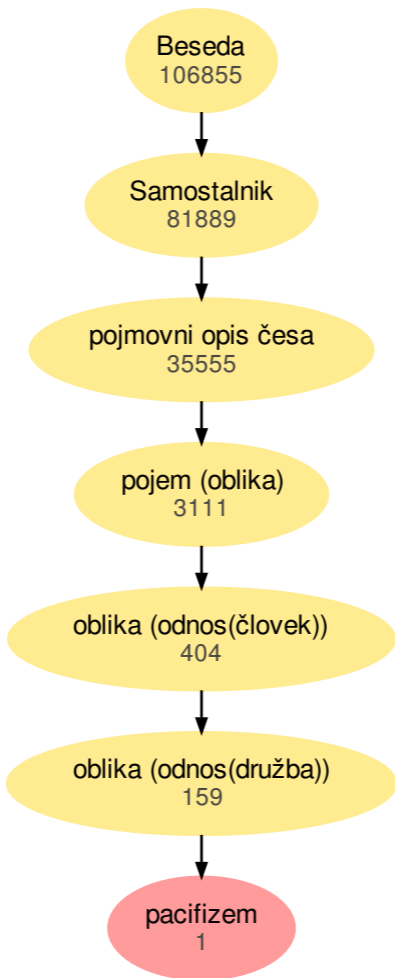 Beseda
106855
Samostalnik
81889
pojmovni opis česa
35555
pojem (oblika)
3111
oblika (odnos(človek))
404
oblika (odnos(družba))
159
pacifizem
1